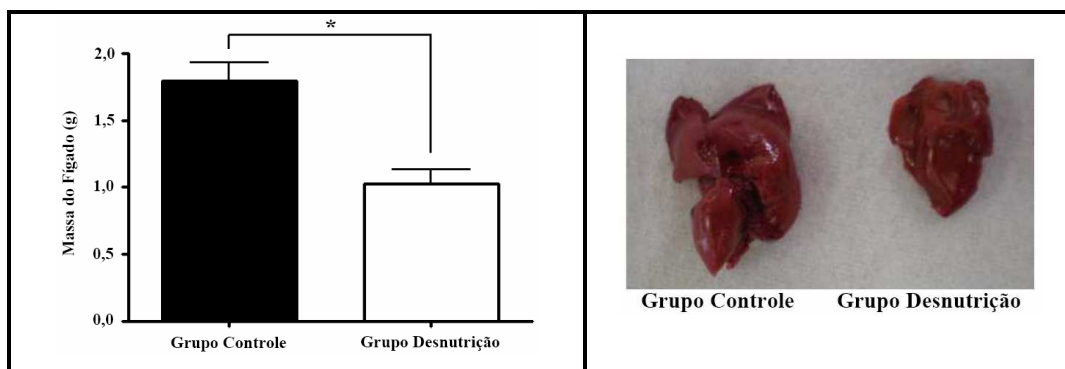 *
2,0
1,5
1,0
0,5
0,0
Massa do Fígado (g)
Grupo Controle Grupo Desnutrição
Grupo Controle Grupo Desnutrição